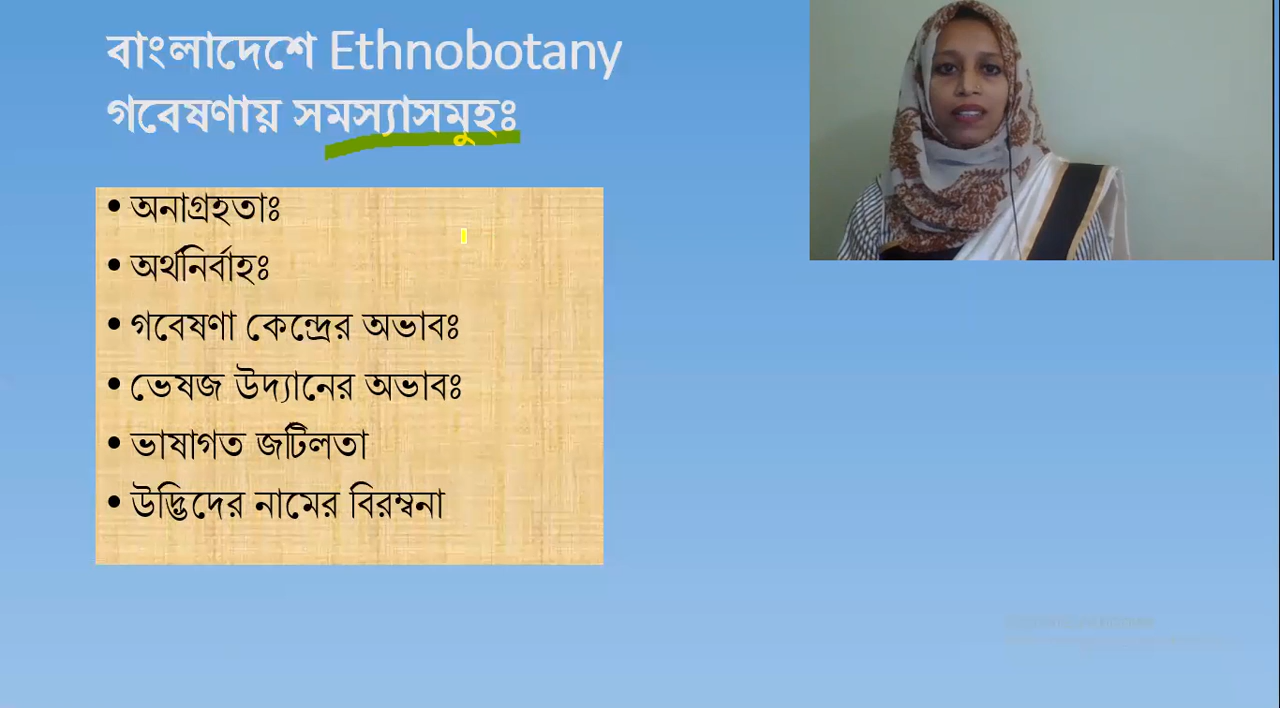 বাংলাদেশে Ethnobotany
গবেষণায় সমস্যাসমুহঃ
• অনাগ্রহতাঃ
• অর্থনির্বাহঃ
• গবেষণা কেন্দ্রের অভাবঃ
• ভেষজ উদ্যানের অভাবঃ
• ভাষাগত জটিলতা
• উদ্ভিদের নামের বিরম্বনা